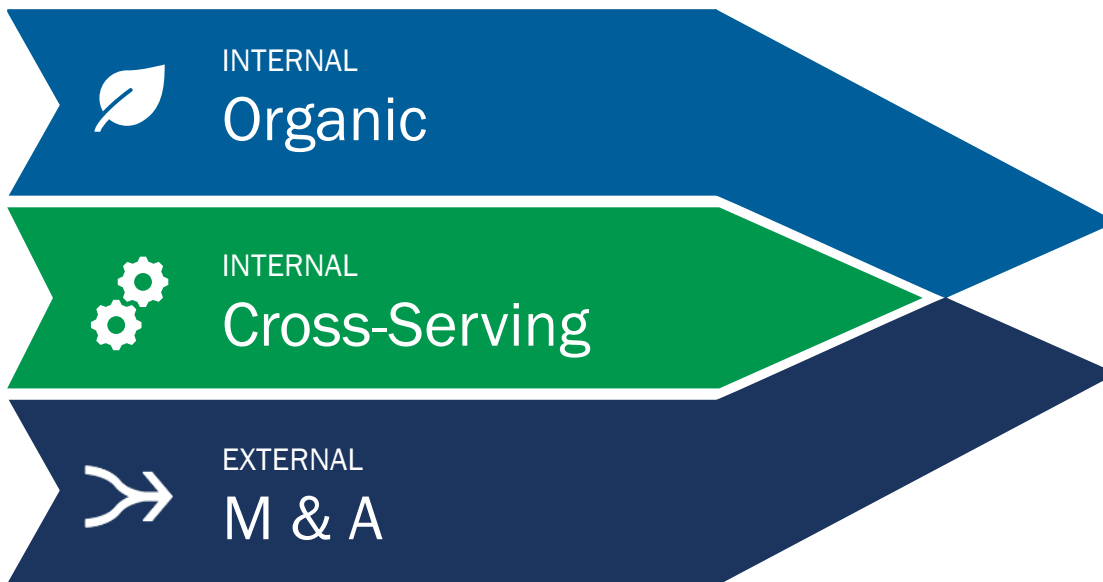 INTERNAL
Organic
INTERNAL
Cross-Serving
EXTERNAL
M & A